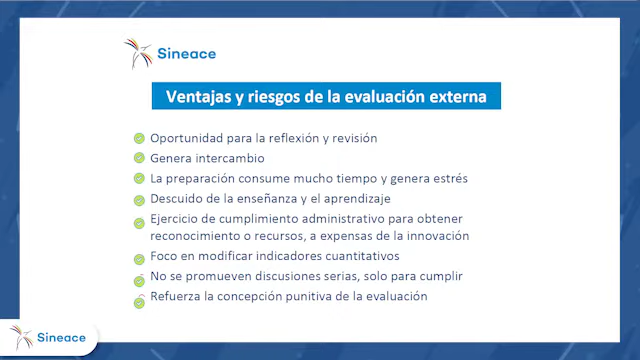 Sineace
Ventajas y riesgos de la evaluación externa
Oportunidad para la reflexión y revisión
Genera intercambio
La preparación consume mucho tiempo y genera estrés
Descuido de la enseñanza y el aprendizaje
Ejercicio de cumplimiento administrativo para obtener
reconocimiento o recursos, a expensas de la innovación
Foco en modificar indicadores cuantitativos
No se promueven discusiones serias, solo para cumplir
Refuerza la concepción punitiva de la evaluación
Sineace